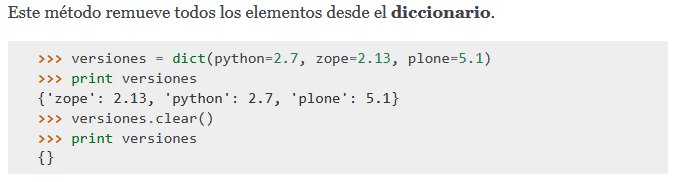 Este método remueve todos los elementos desde el diccionario.
>>> versiones = dict(python=2.7, zope=2.13, plone=5.1)
>>> print versiones
{'zope': 2.13, 'python': 2.7, 'plone': 5.1}
>>> versiones.clear()
>>> print versiones
{}